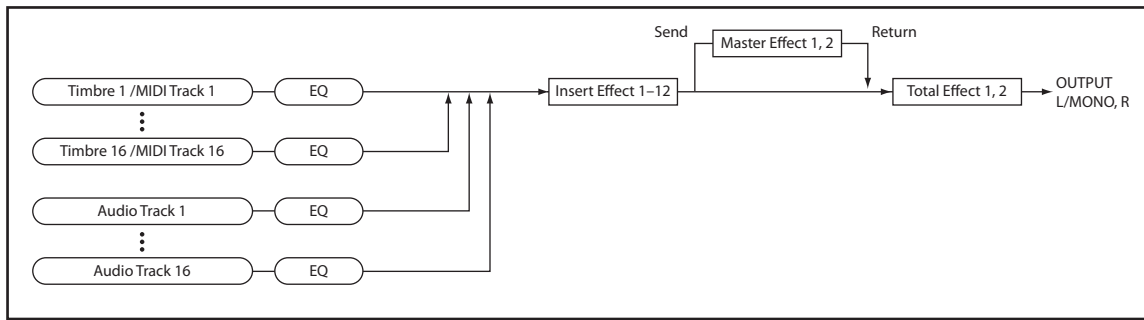 Send
Master Effect 1, 2
Return
Timbre 1 /MIDI Track 1
EQ
Insert Effect 1–12
Total Effect 1, 2
OUTPUT
L/MONO, R
Timbre 16 /MIDI Track 16
EQ
Audio Track 1
EQ
Audio Track 16
EQ